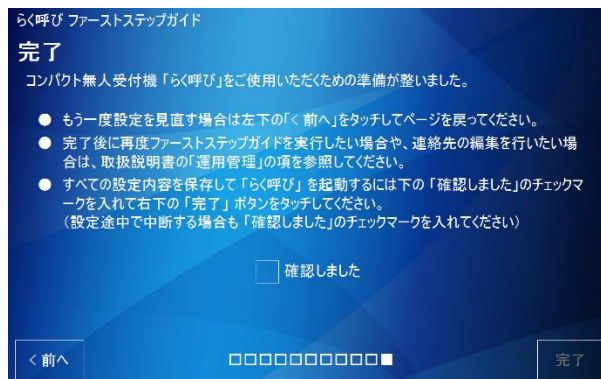 らく呼び ファーストステップガイド
完了
コンパクト無人受付機「らく呼び」をご使用いただくための準備が整いました。
● もう一度設定を見直す場合は左下の「< 前へ」をタッチしてページを戻ってください。
● 完了後に再度ファーストステップガイドを実行したい場合や、連絡先の編集を行いたい場
合は、取扱説明書の「運用管理」の項を参照してください。
● すべての設定内容を保存して「らく呼び」を起動するには下の「確認しました」のチェックマ
ークを入れて右下の「完了」ボタンをタッチしてください。
(設定途中で中断する場合も「確認しました」のチェックマークを入れてください)
確認しました
< 前へ
完了